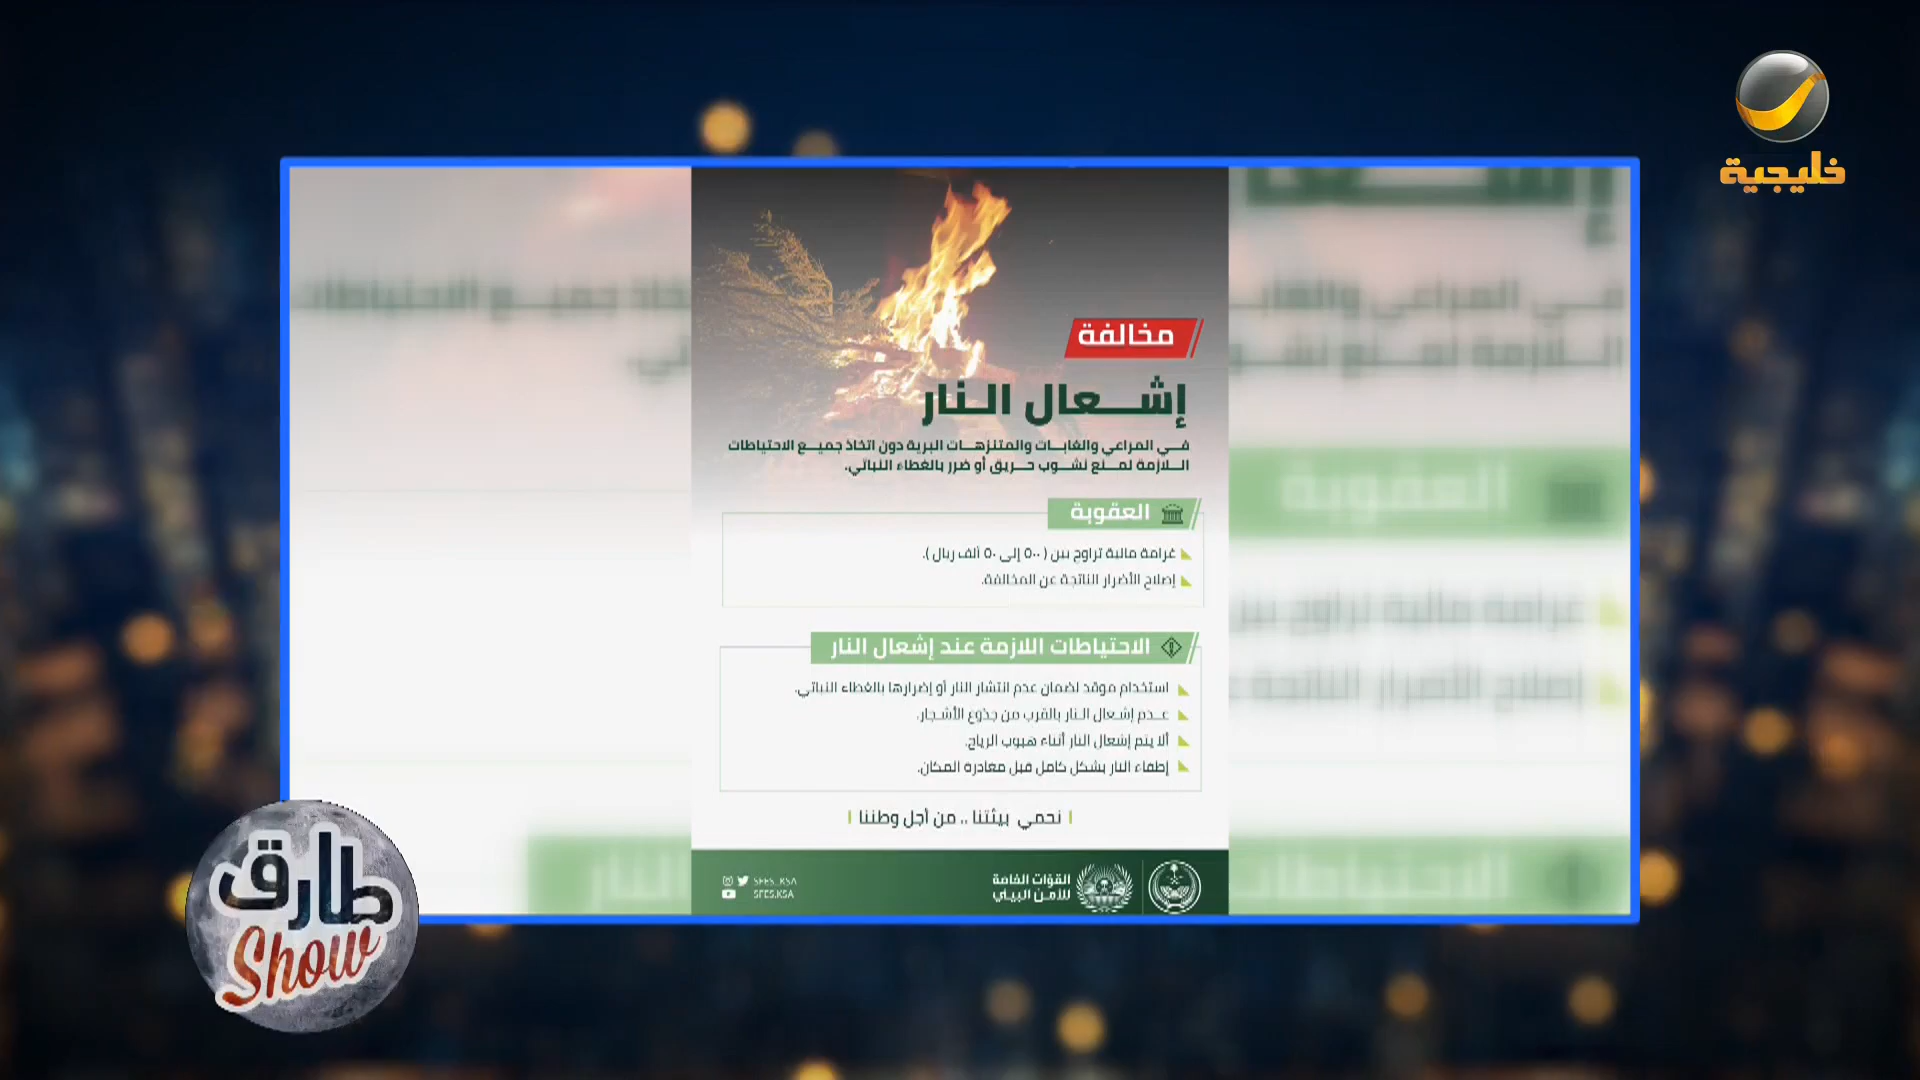 خليجية
مخالفة
إشعال النار
في المراعي والغابات والمتنزهات البرية دون اتخاذ جميع الاحتياطات
اللازمة لمنع نشوب حريق أو ضرر بالغطاء النباتي.
العقوبة
غرامة مالية تراوح بين ( ٥٠٠ إلى ٥٠ ألف ريال ).
إصلاح الأضرار الناتجة عن المخالفة.
الاحتياطات اللازمة عند إشعال النار
استخدام موقد لضمان عدم انتشار النار أو إضرارها بالغطاء النباتي.
عدم إشعال النار بالقرب من جذوع الأشجار.
ألا يتم إشعال النار أثناء هبوب الرياح.
إطفاء النار بشكل كامل قبل مغادرة المكان.
نحمي بيئتنا .. من أجل وطننا
القوات الخاصة
للأمن البيئي
SFES_KSA
SFES.KSA
طارق
Show